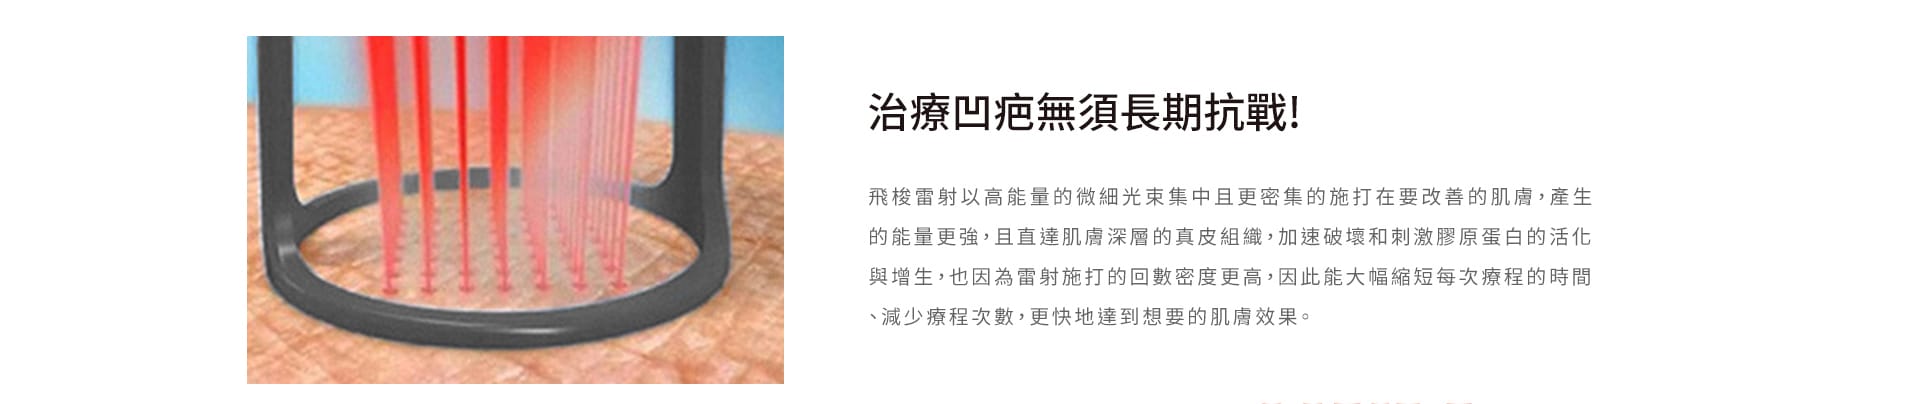 治療凹疤無須長期抗戰!
飛梭雷射以高能量的微細光束集中且更密集的施打在要改善的肌膚，產生
的能量更強，且直達肌膚深層的真皮組織，加速破壞和刺激膠原蛋白的活化
與增生，也因為雷射施打的回數密度更高，因此能大幅縮短每次療程的時間
、減少療程次數，更快地達到想要的肌膚效果。